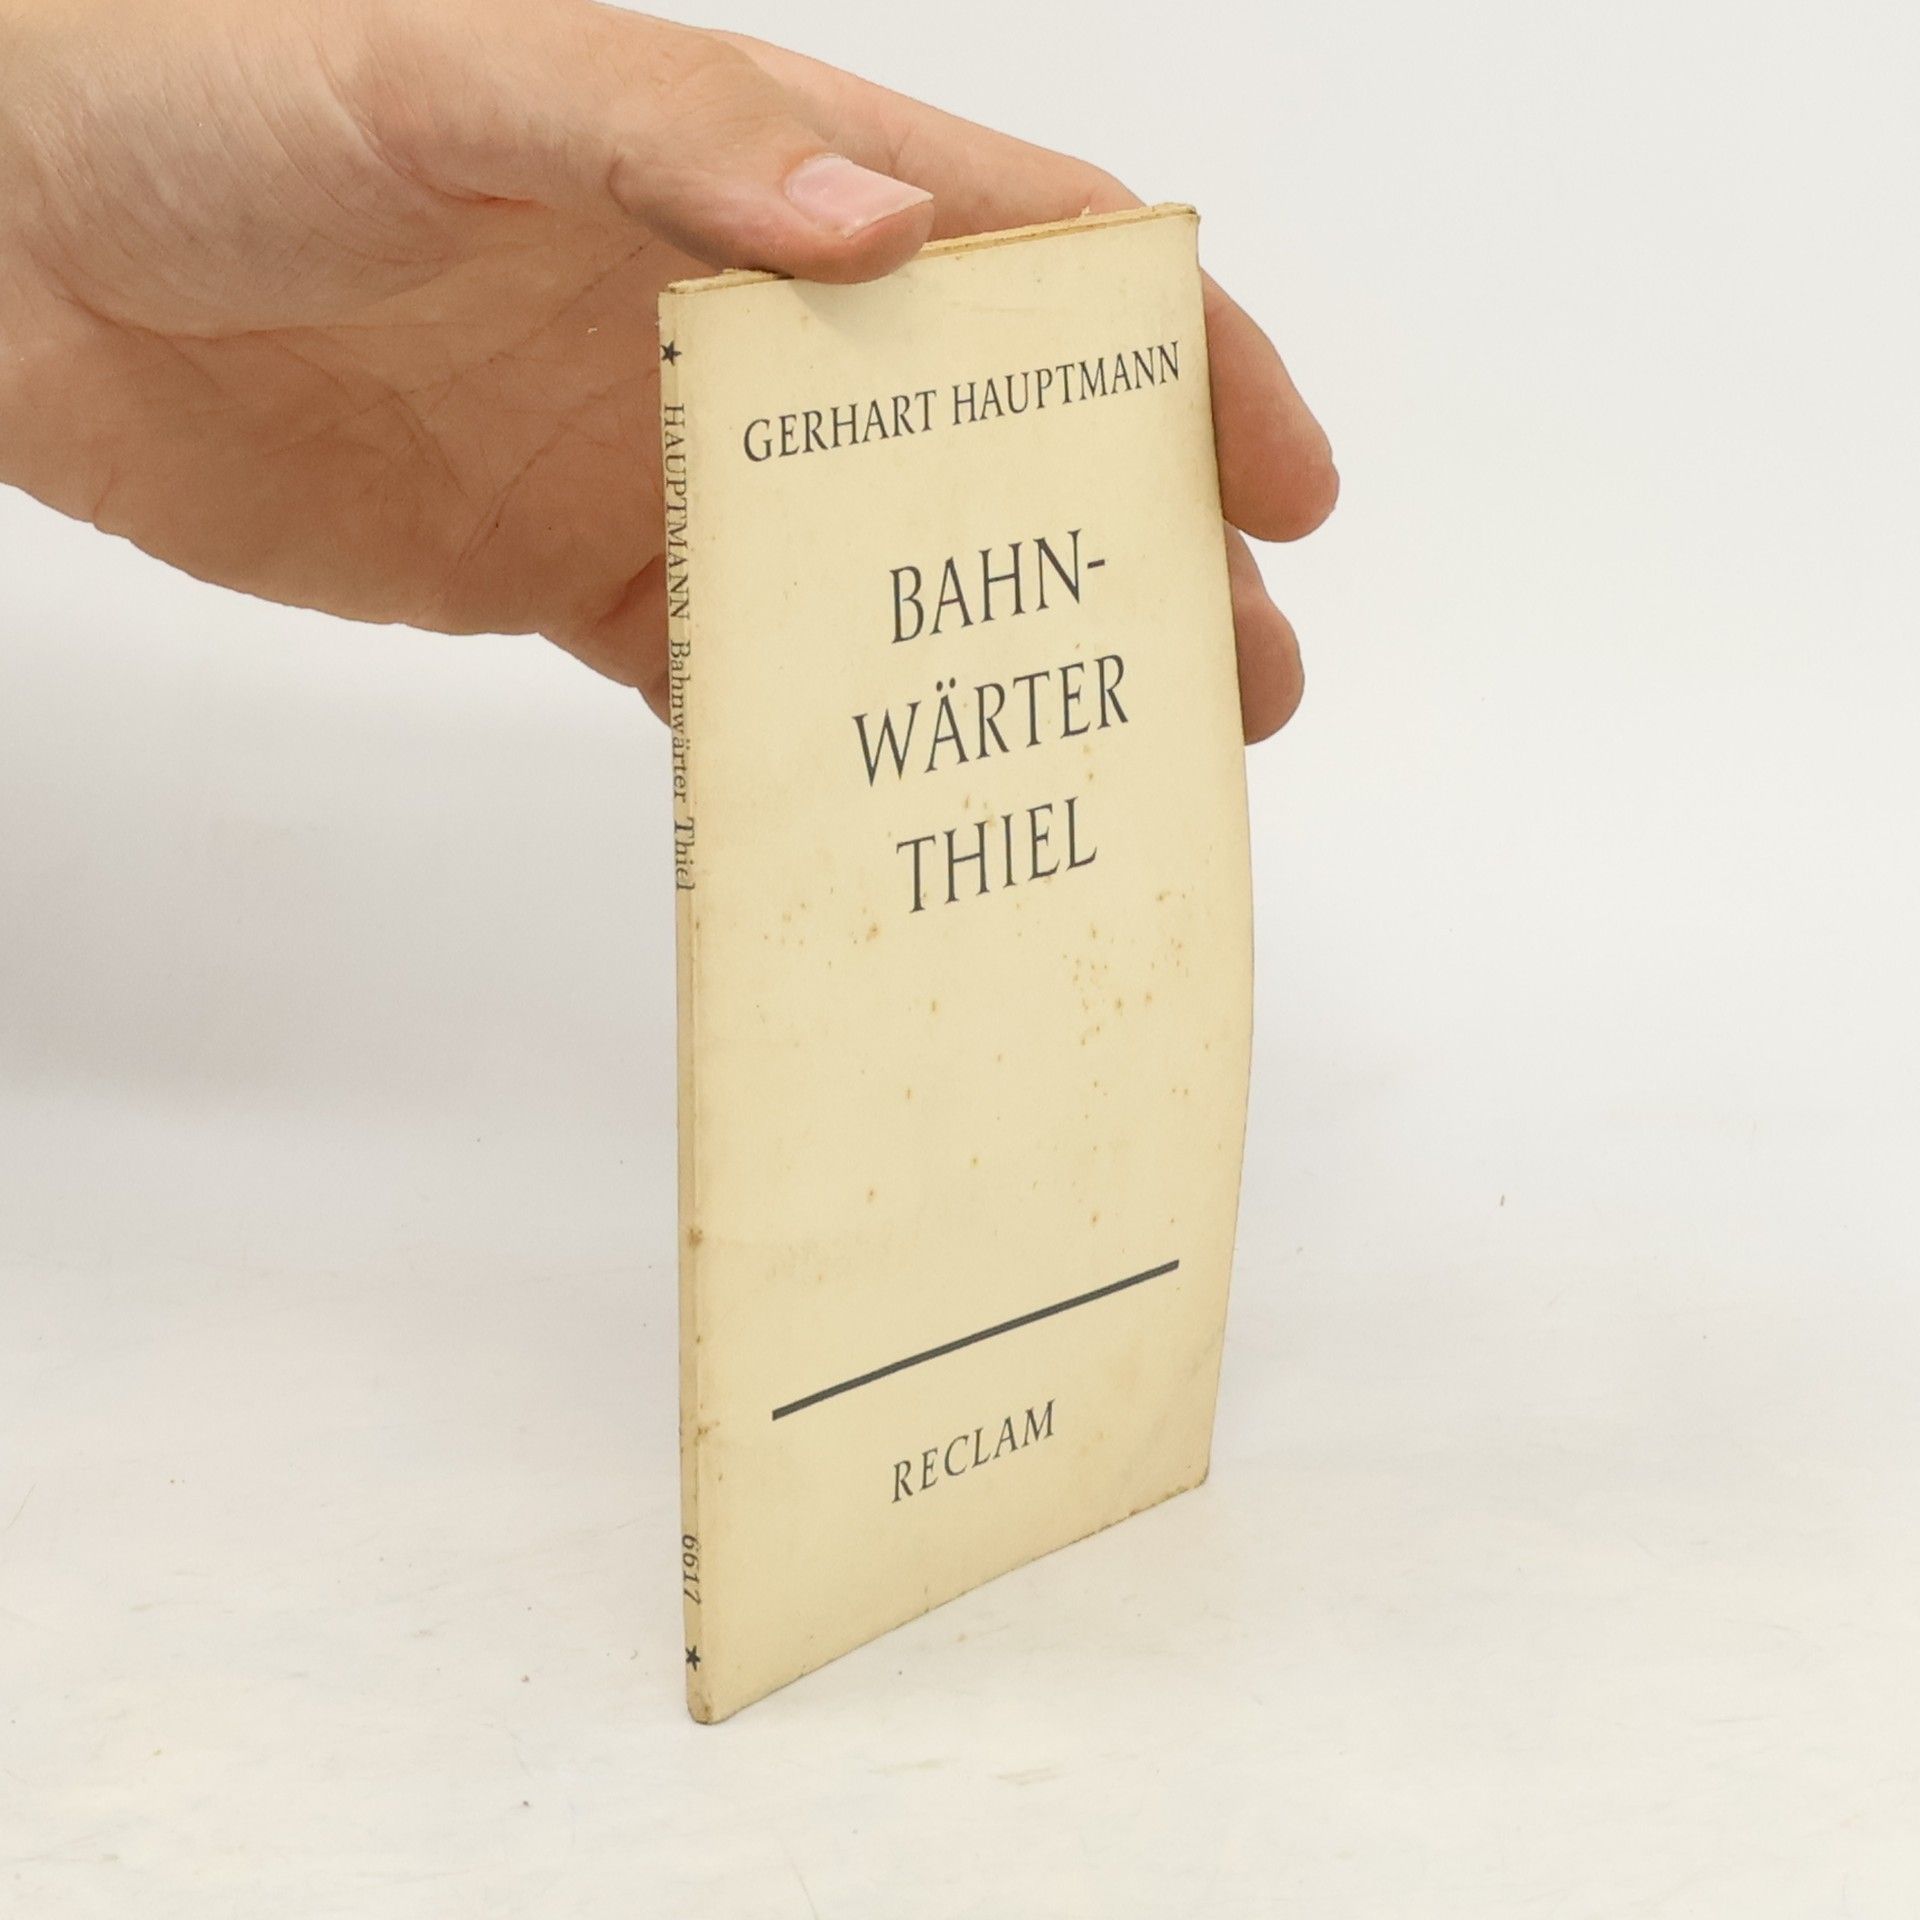 GERHART HAUPTMANN
BAHN-
WÄRTER
THIEL
RECLAM
★ HAUPTMANN Bahnwärter Thiel 6617 ★